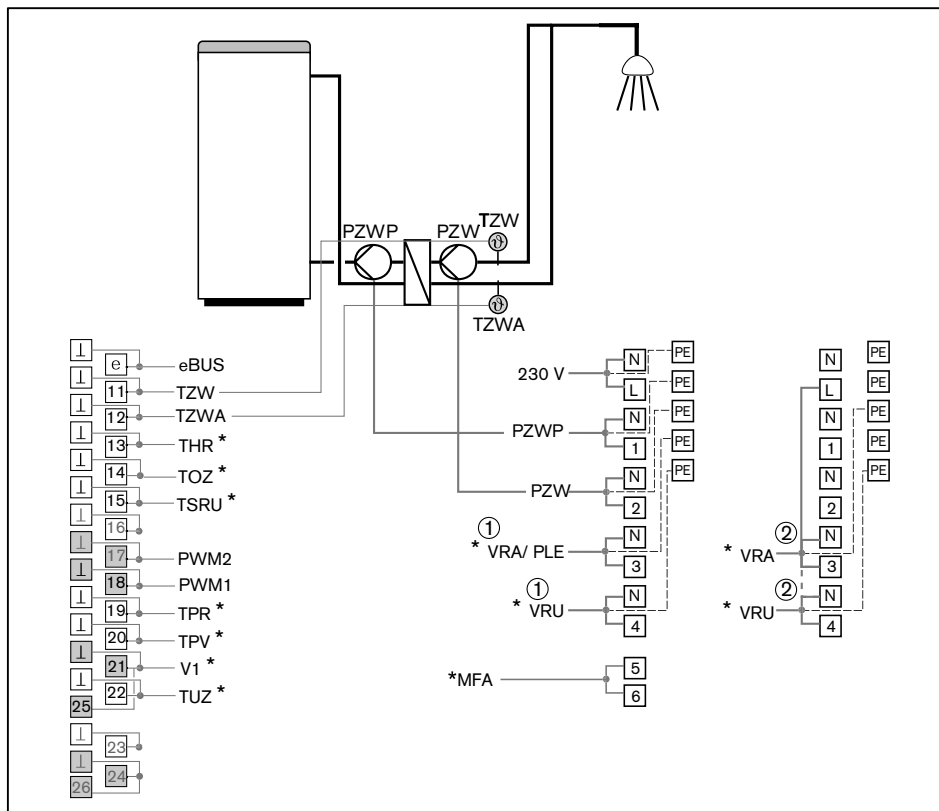 TZW
PZWP PZW
TZWA
⊥
e eBUS
⊥
11 TZW
⊥
12 TZWA
⊥
13 THR *
⊥
14 TOZ *
⊥
15 TSRU *
⊥
16
⊥
17 PWM2
⊥
18 PWM1
⊥
19 TPR *
⊥
20 TPV *
⊥
21 V1 *
⊥
22 TUZ *
25
⊥
23
⊥
24
26
230 V N PE
L PE
PZWP N PE
1 PE
PZW N PE
2
① * VRA/ PLE N
3
① * VRU N
4
*MFA 5
6
N PE
L PE
N PE
1 PE
N PE
2
② * VRA N
3
② * VRU N
4